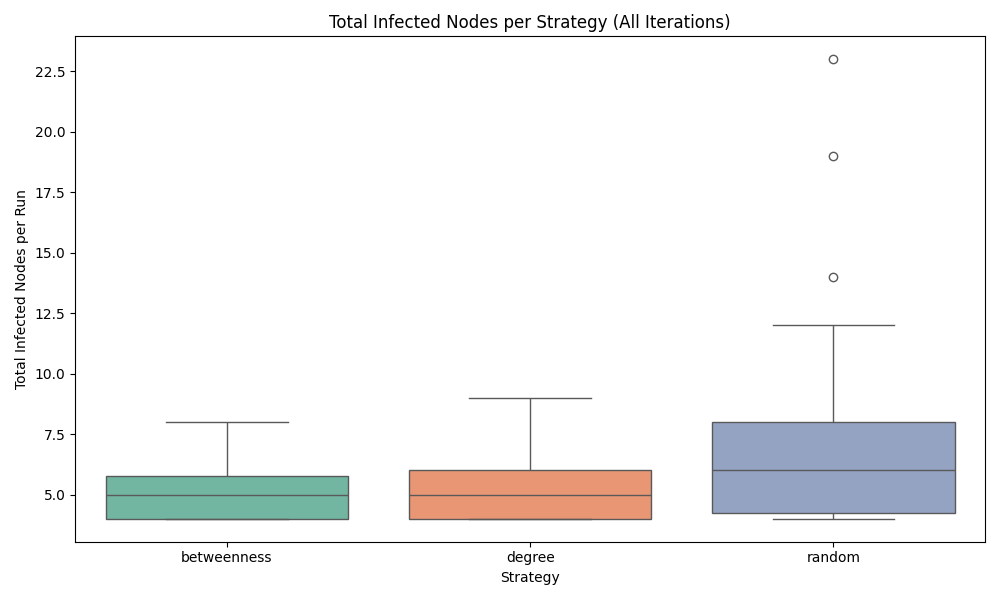 Total Infected Nodes per Strategy (All Iterations)
Total Infected Nodes per Run
22.5
20.0
17.5
15.0
12.5
10.0
7.5
5.0
betweenness degree random
Strategy